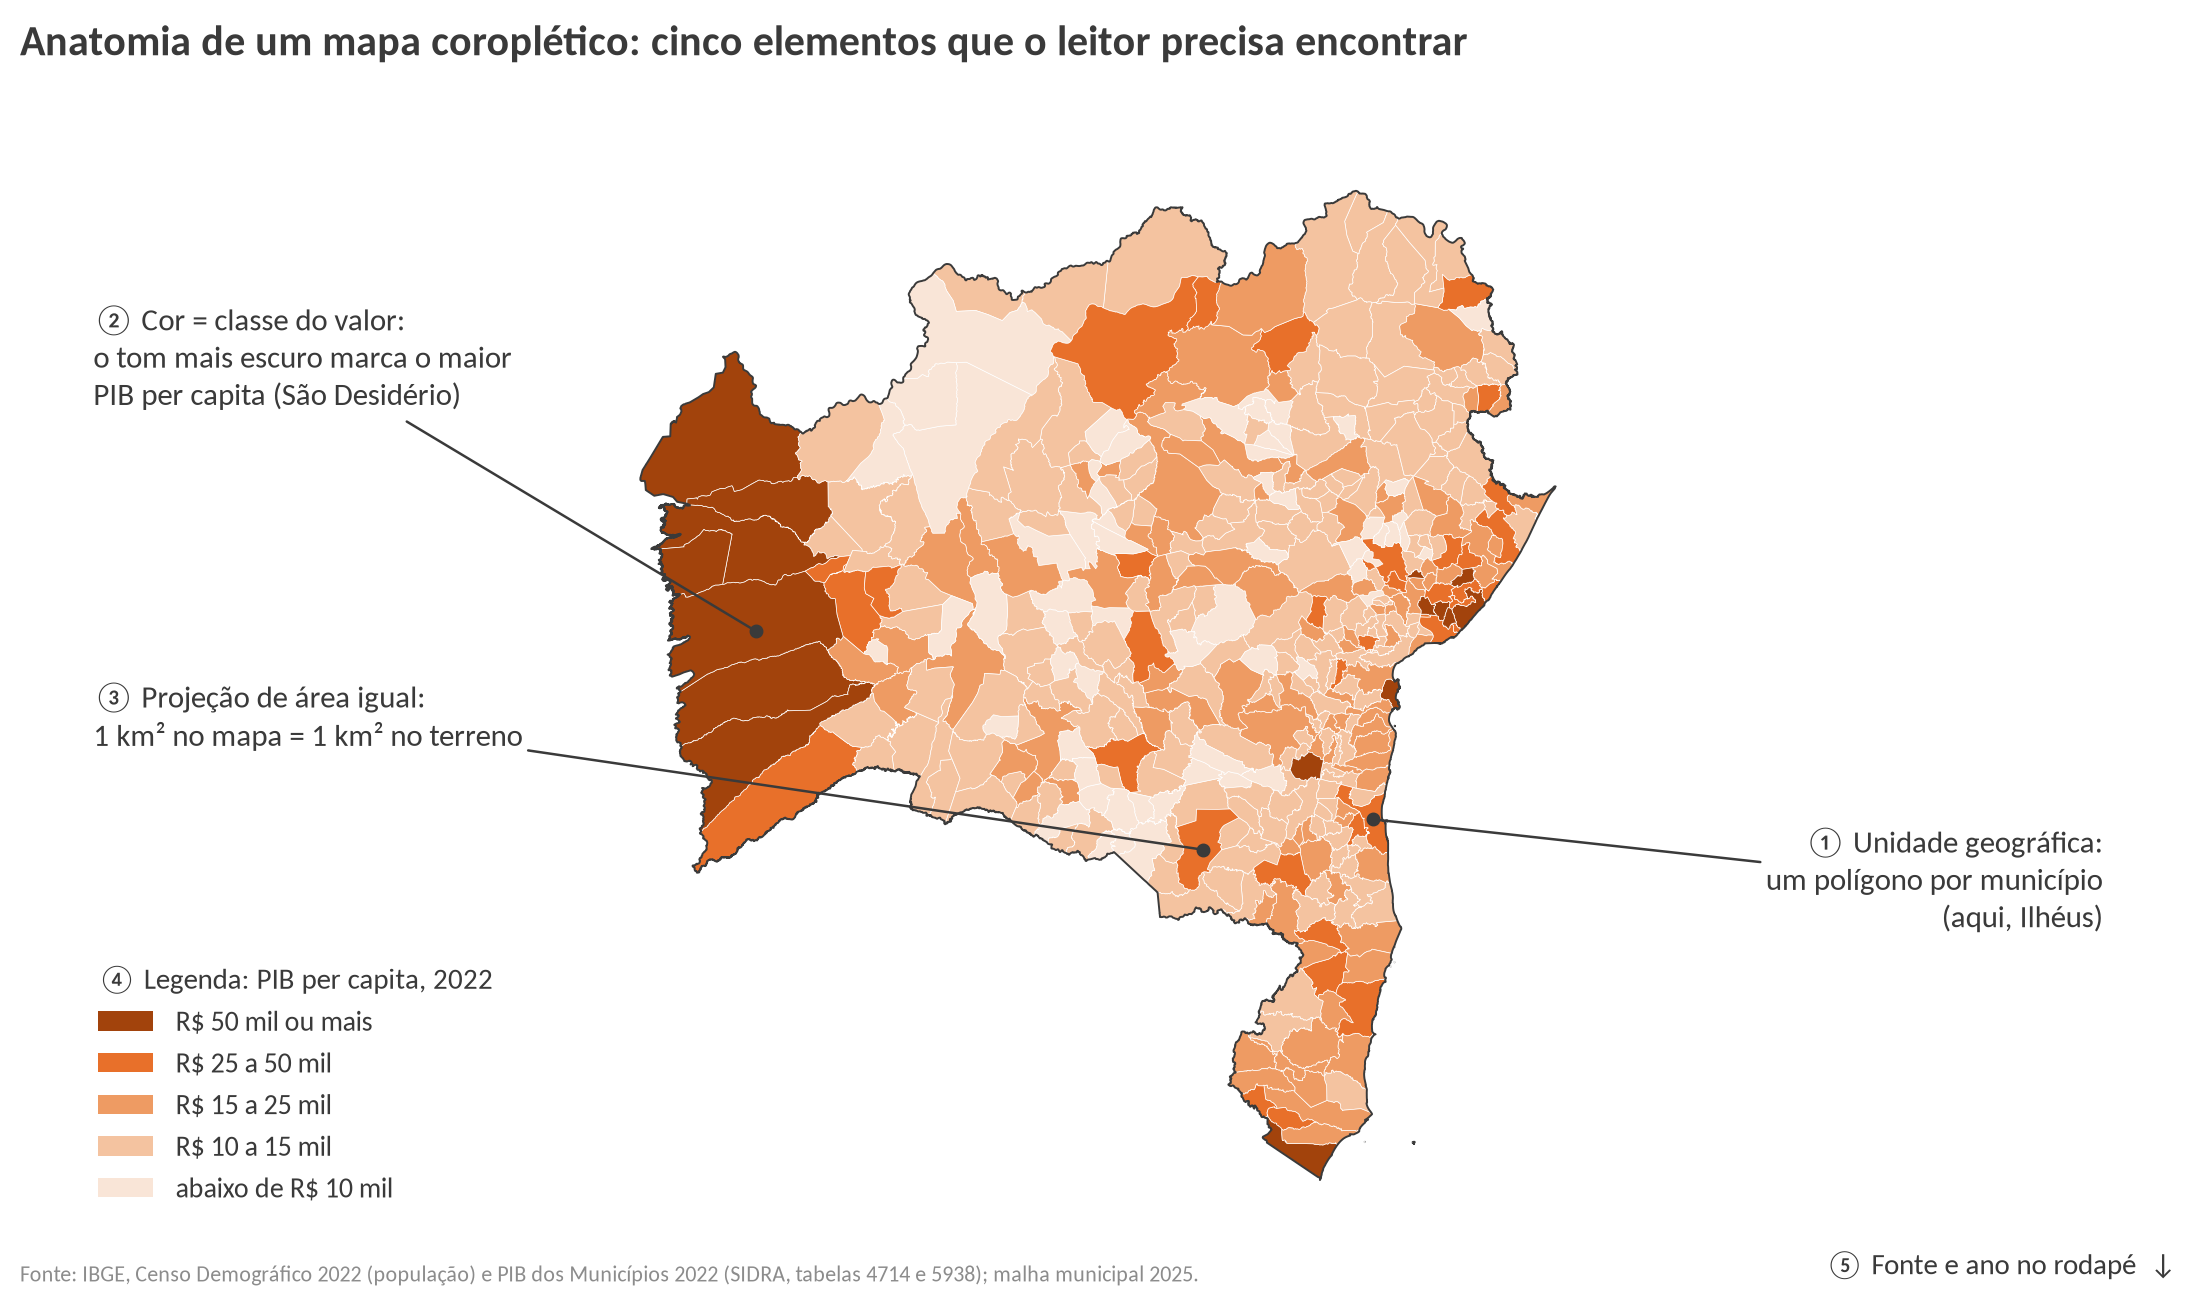 Anatomia de um mapa coroplético: cinco elementos que o leitor precisa encontrar
② Cor = classe do valor:
o tom mais escuro marca o maior
PIB per capita (São Desidério)
③ Projeção de área igual:
1 km² no mapa = 1 km² no terreno
① Unidade geográfica:
um polígono por município
(aqui, Ilhéus)
④ Legenda: PIB per capita, 2022
R$ 50 mil ou mais
R$ 25 a 50 mil
R$ 15 a 25 mil
R$ 10 a 15 mil
abaixo de R$ 10 mil
⑤ Fonte e ano no rodapé ↓
Fonte: IBGE, Censo Demográfico 2022 (população) e PIB dos Municípios 2022 (SIDRA, tabelas 4714 e 5938); malha municipal 2025.